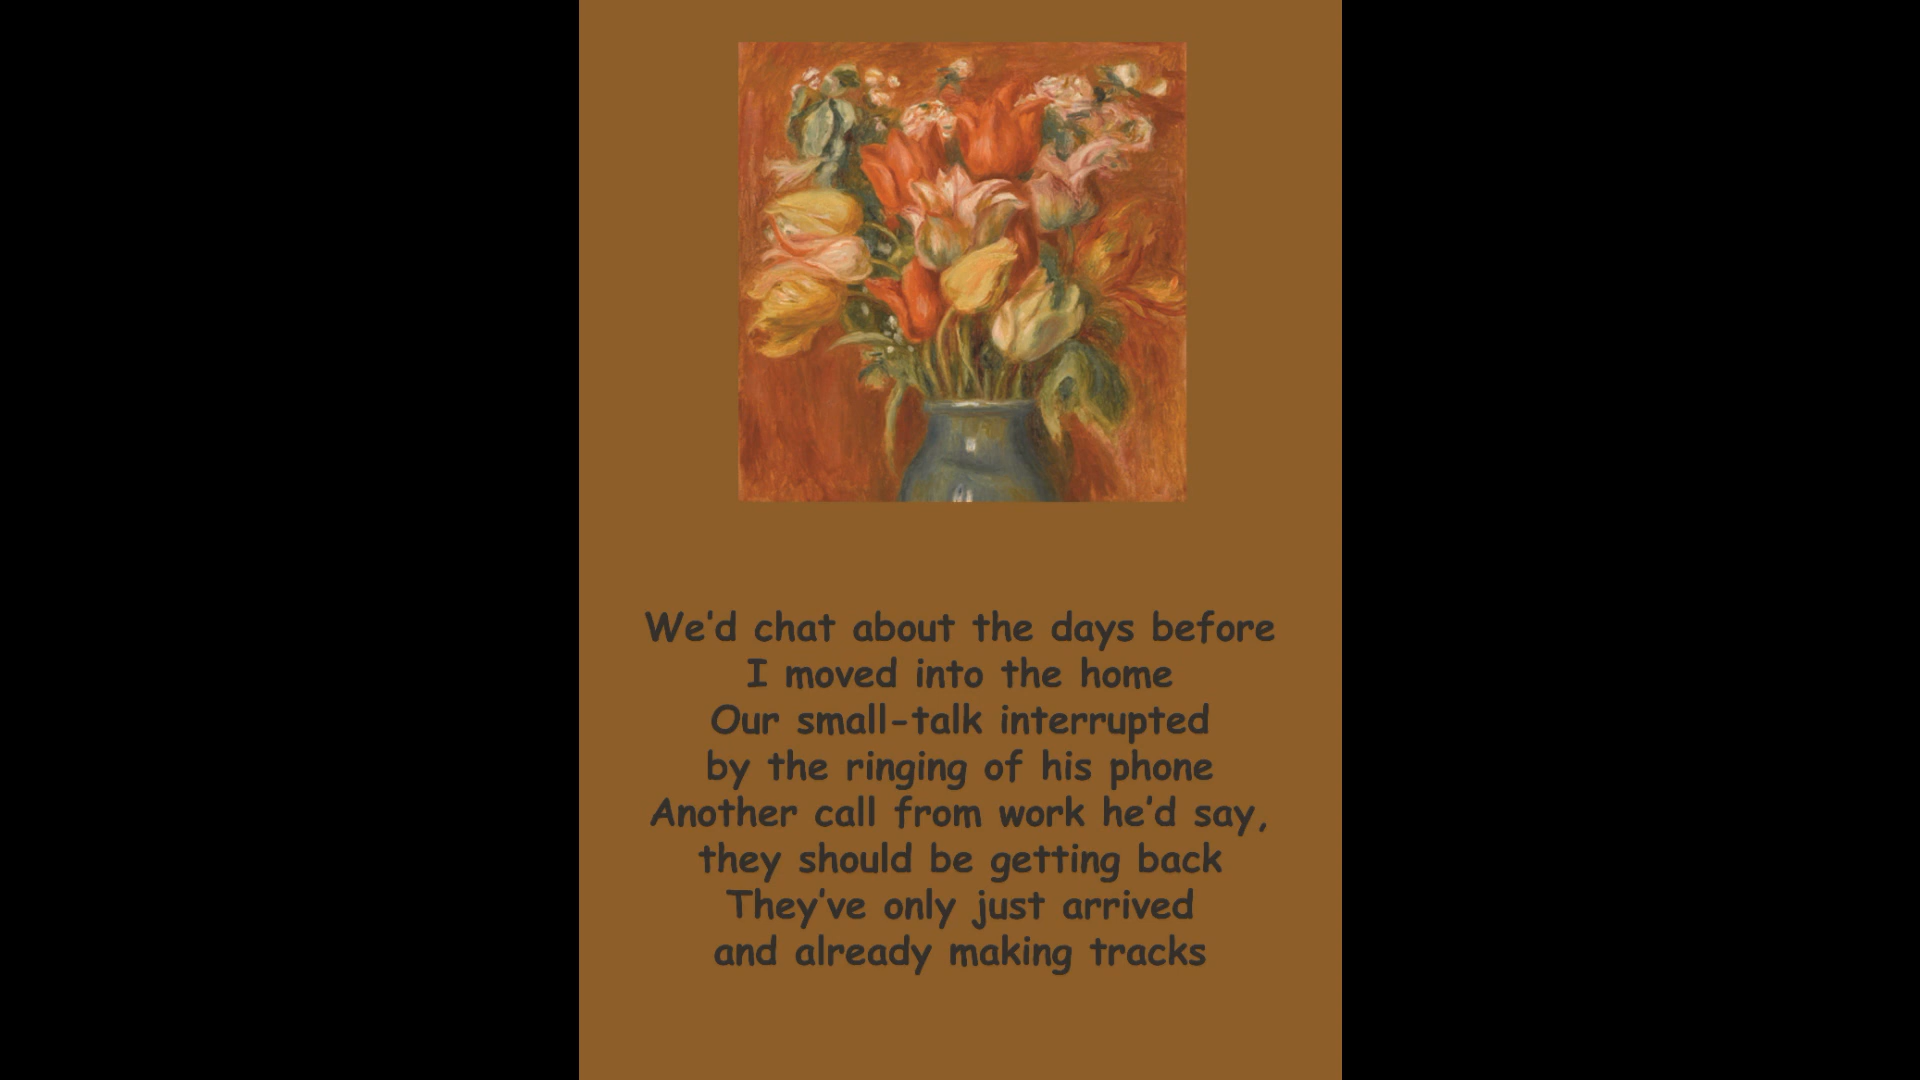 We'd chat about the days before
I moved into the home
Our small-talk interrupted
by the ringing of his phone
Another call from work he'd say,
they should be getting back
They've only just arrived
and already making tracks